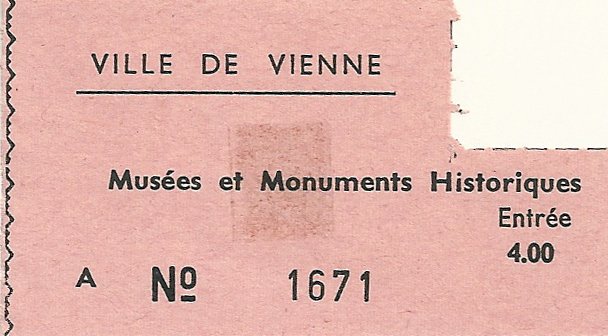 VILLE DE VIENNE
Musées et Monuments Historiques
Entrée
4.00
A Nº 1671